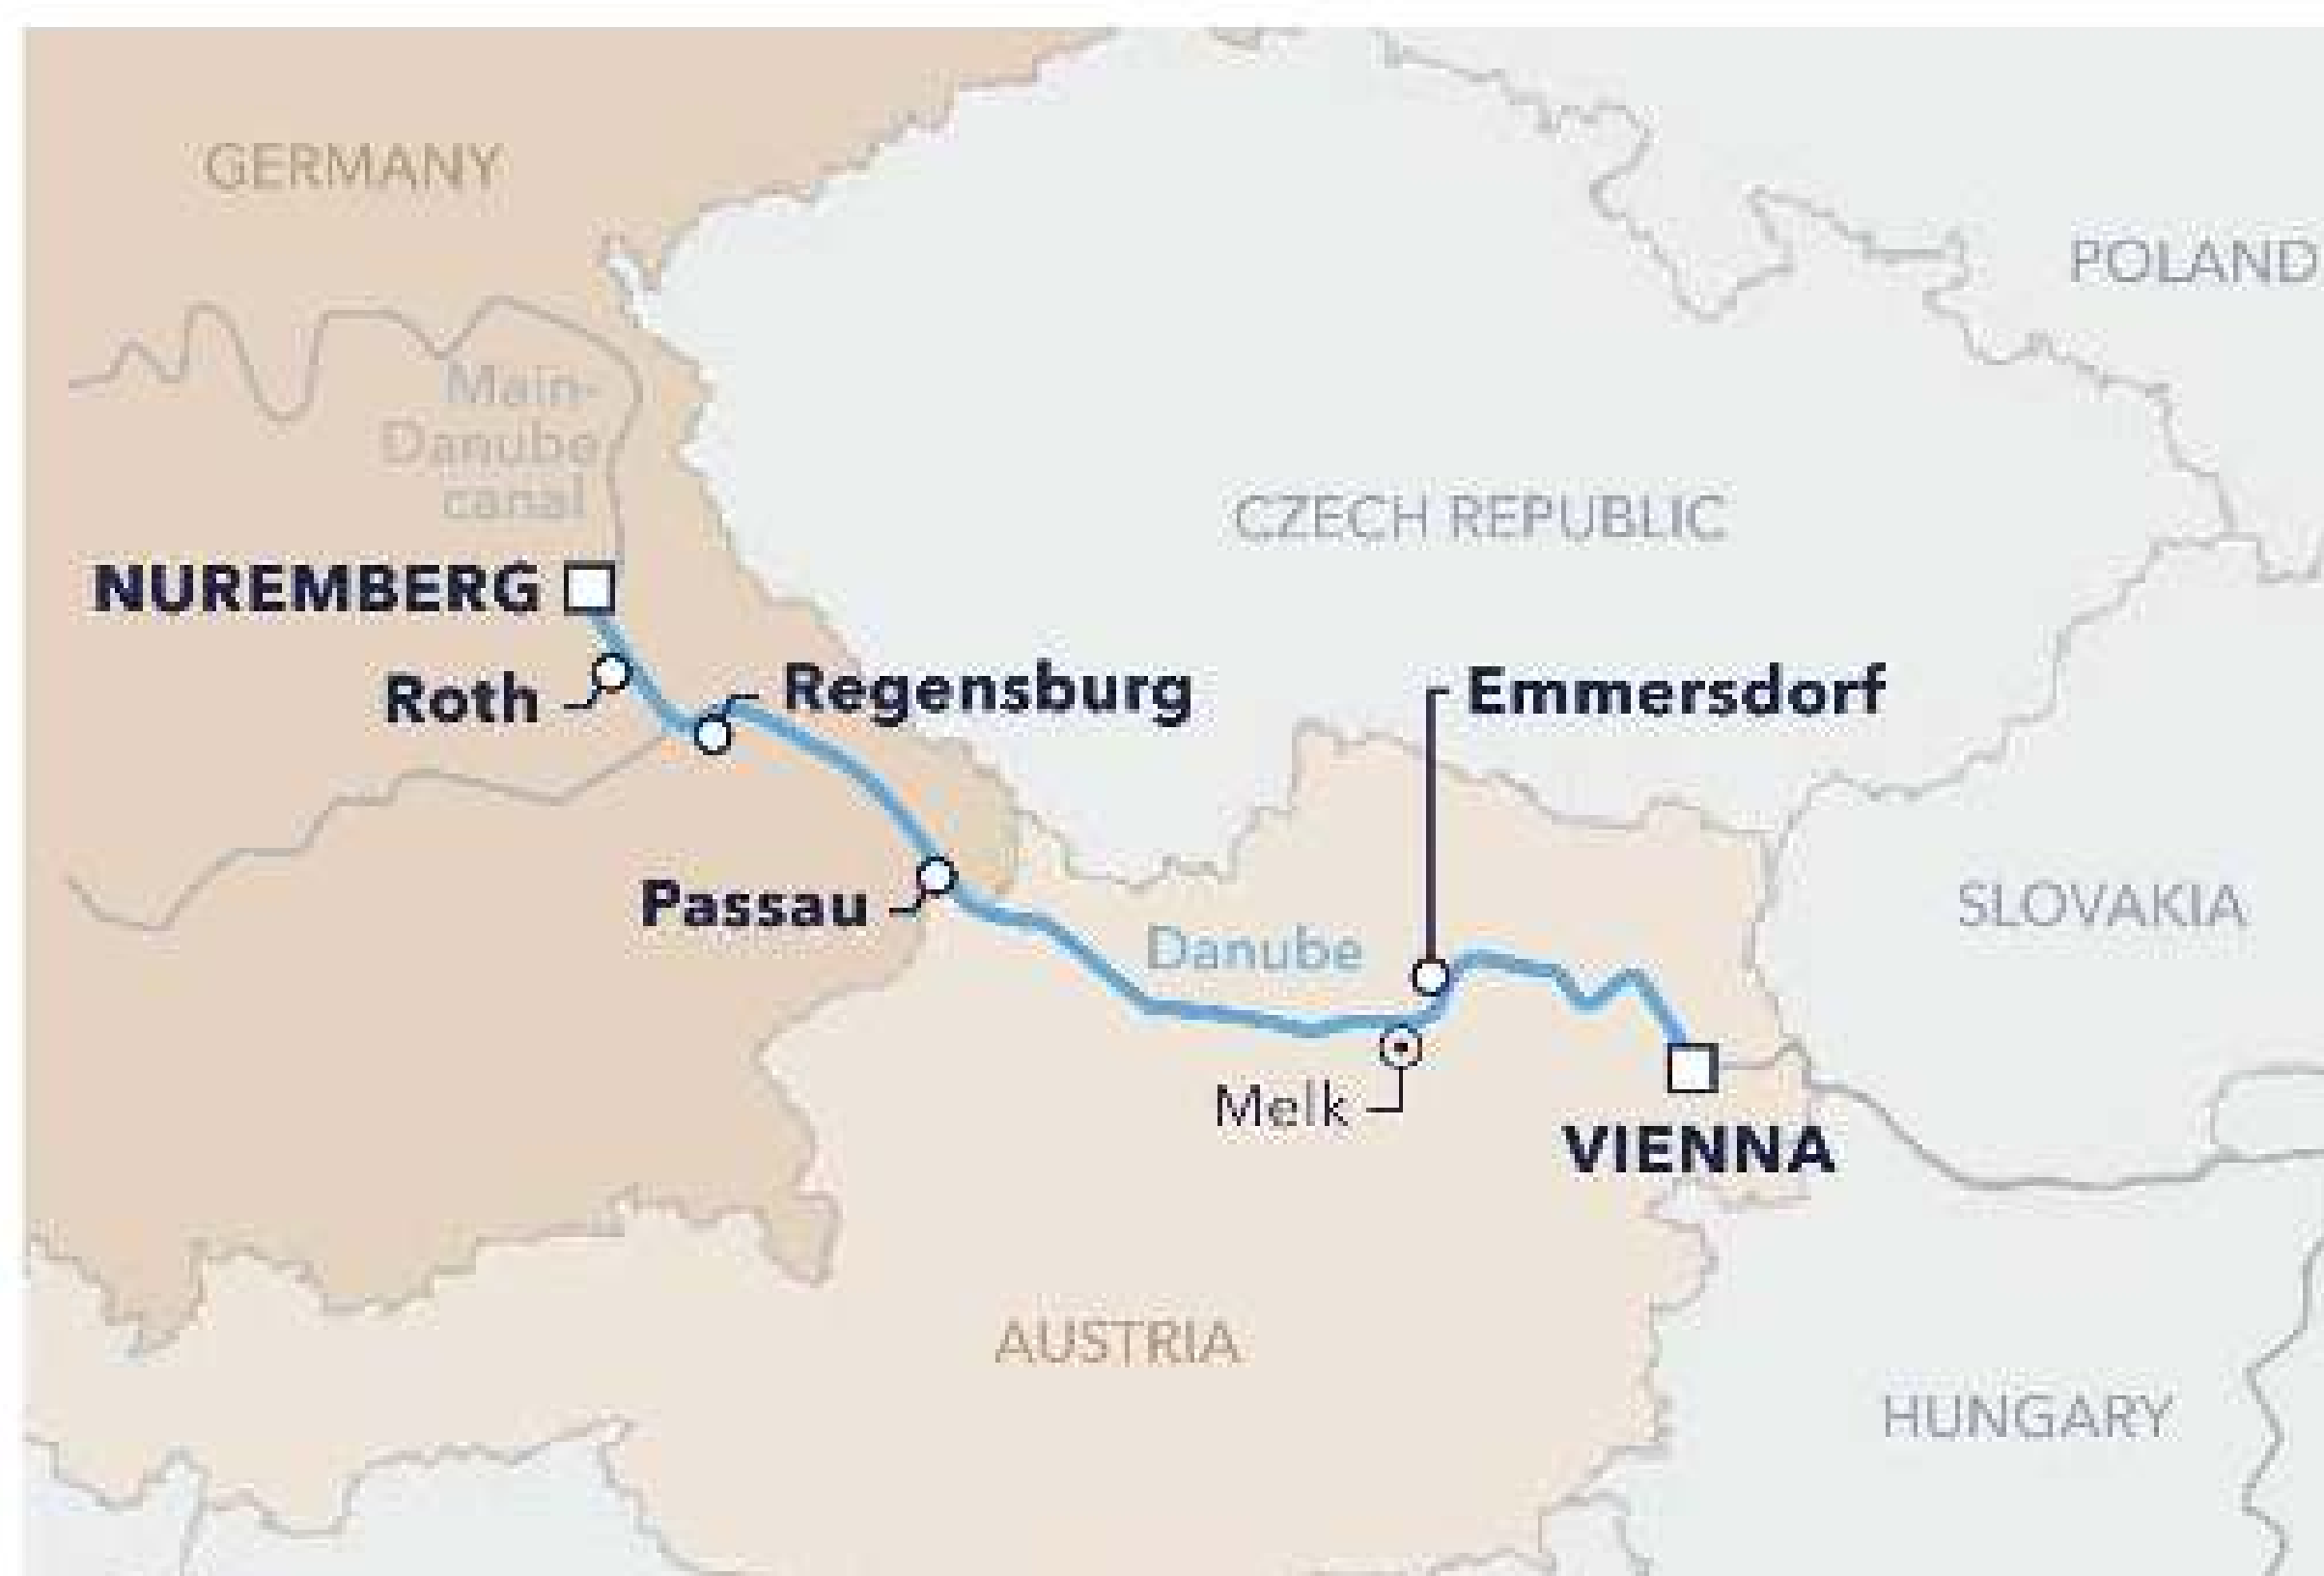 GERMANY
POLAND
Main-
Danube
canal
CZECH REPUBLIC
NUREMBERG
Roth
Regensburg
Emmersdorf
Passau
SLOVAKIA
Danube
Melk
VIENNA
AUSTRIA
HUNGARY